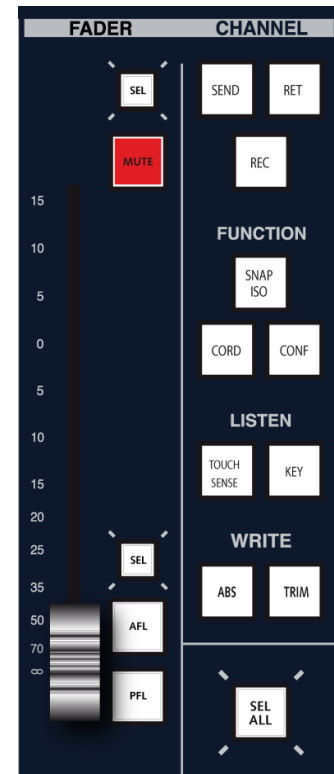 FADER
CHANNEL
SEL
SEND
RET
MUTE
REC
15
10
5
0
5
10
15
20
25
35
50
70
∞
FUNCTION
SNAP
ISO
CORD
CONF
LISTEN
TOUCH
SENSE
KEY
WRITE
SEL
ABS
TRIM
AFL
PFL
SEL
ALL